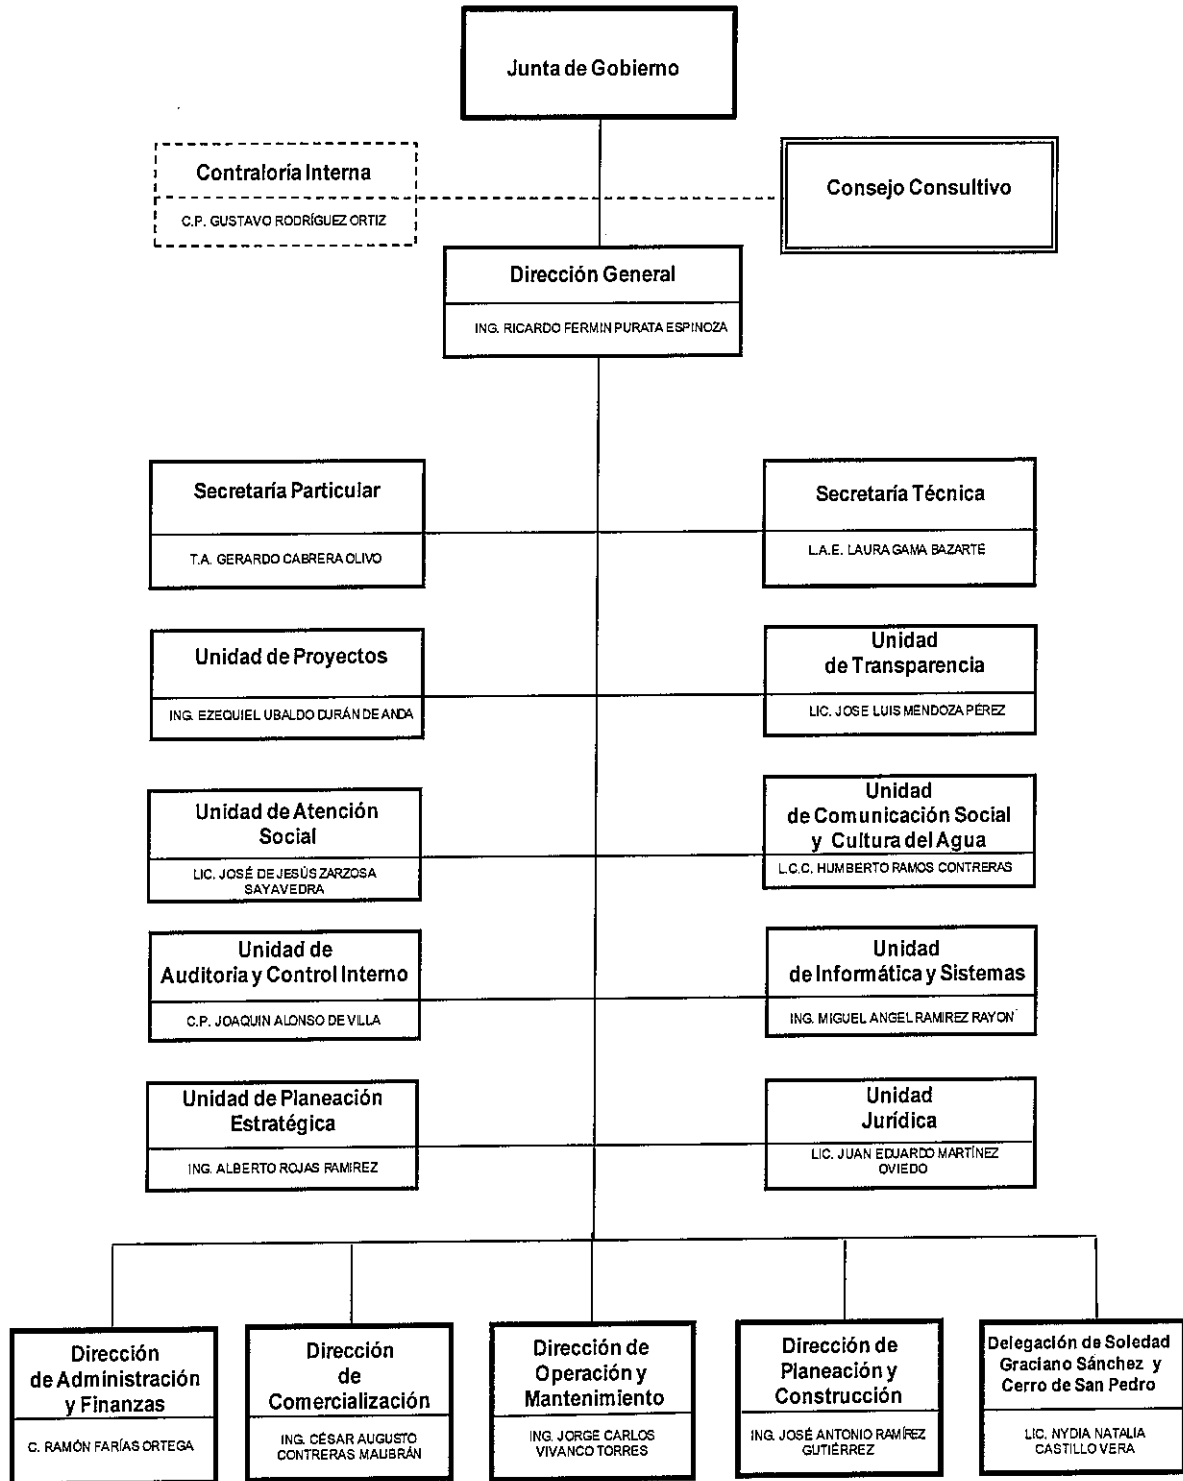 Junta de Gobierno
Contraloría Interna
C.P. GUSTAVO RODRÍGUEZ ORTIZ
Consejo Consultivo
Dirección General
ING. RICARDO FERMIN PURATA ESPINOZA
Secretaría Particular
T.A. GERARDO CABRERA OLIVO
Secretaría Técnica
L.A.E. LAURA GAMA BAZARTE
Unidad de Proyectos
ING. EZEQUIEL UBALDO DURÁN DE ANDA
Unidad
de Transparencia
LIC. JOSE LUIS MENDOZA PÉREZ
Unidad de Atención
Social
LIC. JOSÉ DE JESÚS ZARZOSA
SAYAVEDRA
Unidad
de Comunicación Social
y Cultura del Agua
L.C.C. HUMBERTO RAMOS CONTRERAS
Unidad de
Auditoria y Control Interno
C.P. JOAQUIN ALONSO DE VILLA
Unidad
de Informática y Sistemas
ING. MIGUEL ANGEL RAMIREZ RAYON
Unidad de Planeación
Estratégica
ING. ALBERTO ROJAS RAMIREZ
Unidad
Jurídica
LIC. JUAN EDUARDO MARTÍNEZ
OVIEDO
Dirección
de Administración
y Finanzas
C. RAMÓN FARÍAS ORTEGA
Dirección
de
Comercialización
ING. CÉSAR AUGUSTO
CONTRERAS MALIBRÁN
Dirección de
Operación y
Mantenimiento
ING. JORGE CARLOS
VIVANCO TORRES
Dirección de
Planeación y
Construcción
ING. JOSÉ ANTONIO RAMÍREZ
GUTIÉRREZ
Delegación de Soledad
Graciano Sánchez y
Cerro de San Pedro
LIC. NYDIA NATALIA
CASTILLO VERA